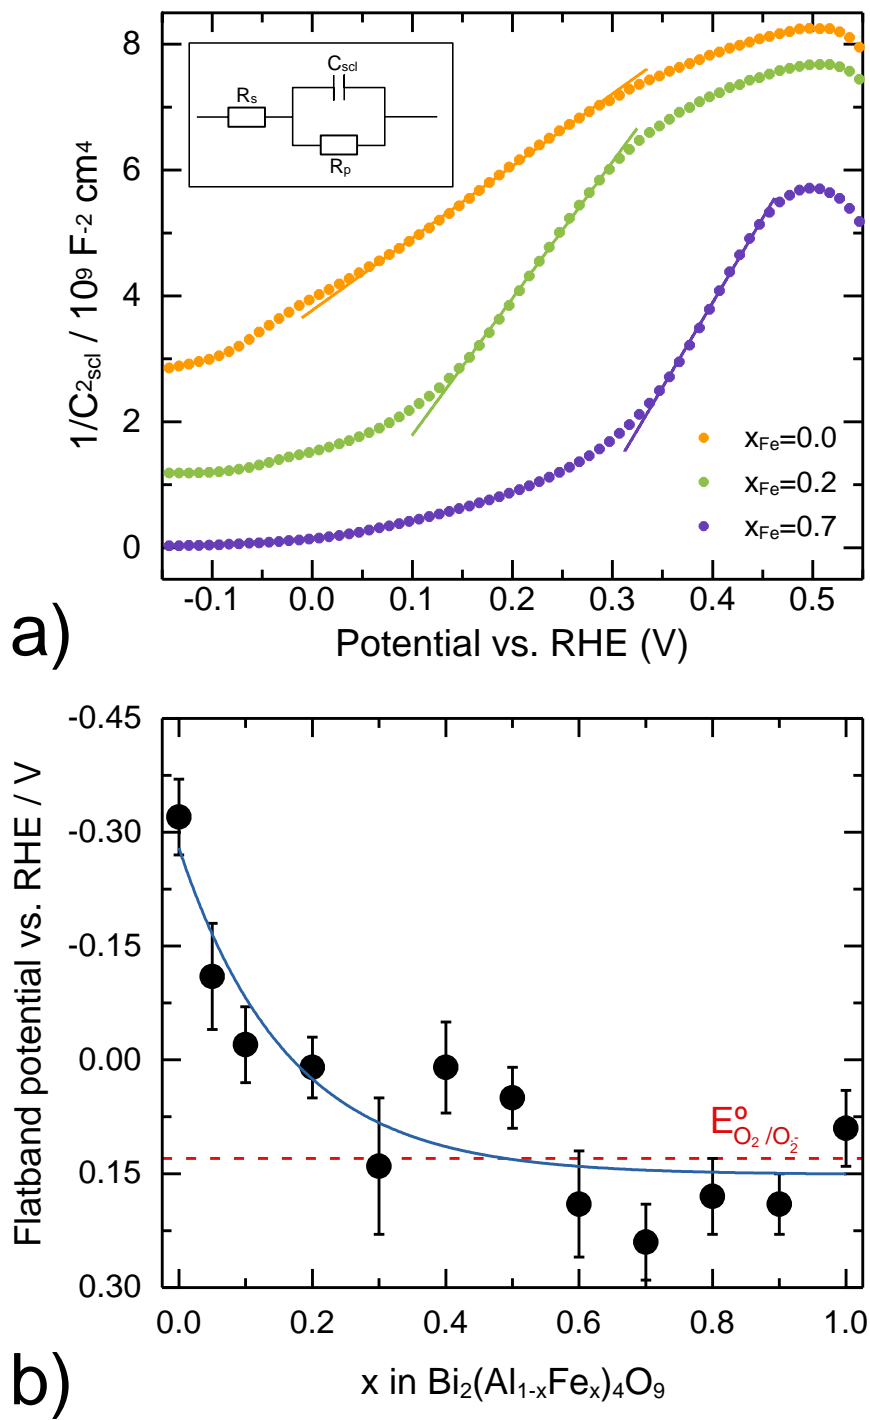 8
6
4
2
0
1/C²scl / 10⁹ F⁻² cm⁴
Cscl
Rs
Rp
xFe=0.0
xFe=0.2
xFe=0.7
-0.1 0.0 0.1 0.2 0.3 0.4 0.5
Potential vs. RHE (V)
a)
-0.45
-0.30
-0.15
0.00
0.15
0.30
Flatband potential vs. RHE / V
E° O₂/O₂⁻
0.0 0.2 0.4 0.6 0.8 1.0
x in Bi₂(Al₁₋ₓFeₓ)₄O₉
b)